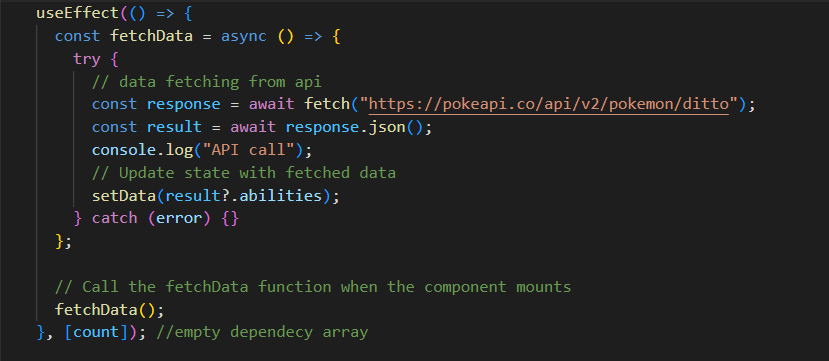 useEffect(() => {
const fetchData = async () => {
try {
// data fetching from api
const response = await fetch("https://pokeapi.co/api/v2/pokemon/ditto");
const result = await response.json();
console.log("API call");
// Update state with fetched data
setData(result?.abilities);
} catch (error) {}
};
// Call the fetchData function when the component mounts
fetchData();
}, [count]); //empty dependecy array